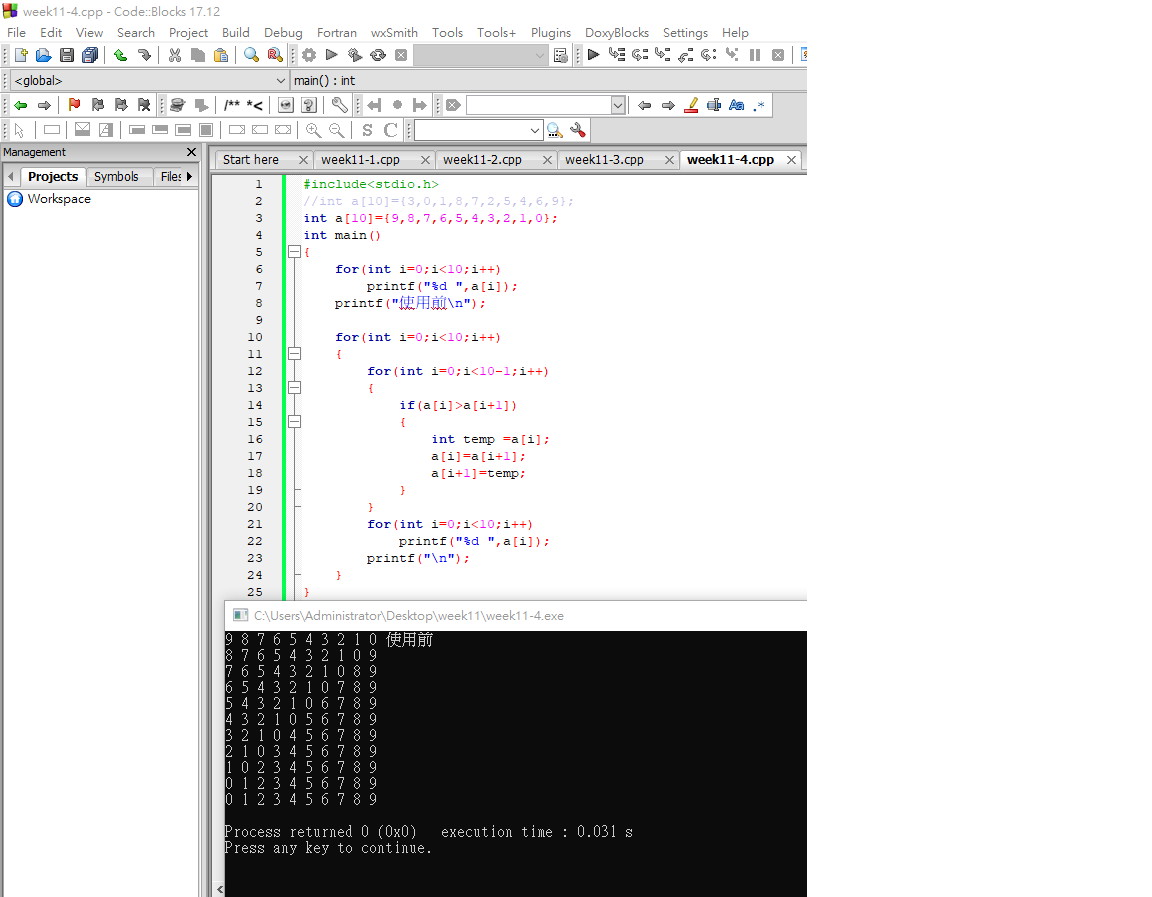 week11-4.cpp - Code::Blocks 17.12
File Edit View Search Project Build Debug Fortran wxSmith Tools Tools+ Plugins DoxyBlocks Settings Help
<global> main() : int
/** *<
Aa .*
S C
Management
Projects Symbols Files
Workspace
Start here week11-1.cpp week11-2.cpp week11-3.cpp week11-4.cpp
1 #include<stdio.h>
2 //int a[10]={3,0,1,8,7,2,5,4,6,9};
3 int a[10]={9,8,7,6,5,4,3,2,1,0};
4 int main()
5 {
6 for(int i=0;i<10;i++)
7 printf("%d ",a[i]);
8 printf("使用前\n");
9
10 for(int i=0;i<10;i++)
11 {
12 for(int i=0;i<10-1;i++)
13 {
14 if(a[i]>a[i+1])
15 {
16 int temp =a[i];
17 a[i]=a[i+1];
18 a[i+1]=temp;
19 }
20 }
21 for(int i=0;i<10;i++)
22 printf("%d ",a[i]);
23 printf("\n");
24 }
25 }
C:\Users\Administrator\Desktop\week11\week11-4.exe
9 8 7 6 5 4 3 2 1 0 使用前
8 7 6 5 4 3 2 1 0 9
7 6 5 4 3 2 1 0 8 9
6 5 4 3 2 1 0 7 8 9
5 4 3 2 1 0 6 7 8 9
4 3 2 1 0 5 6 7 8 9
3 2 1 0 4 5 6 7 8 9
2 1 0 3 4 5 6 7 8 9
1 0 2 3 4 5 6 7 8 9
0 1 2 3 4 5 6 7 8 9
0 1 2 3 4 5 6 7 8 9
Process returned 0 (0x0) execution time : 0.031 s
Press any key to continue.